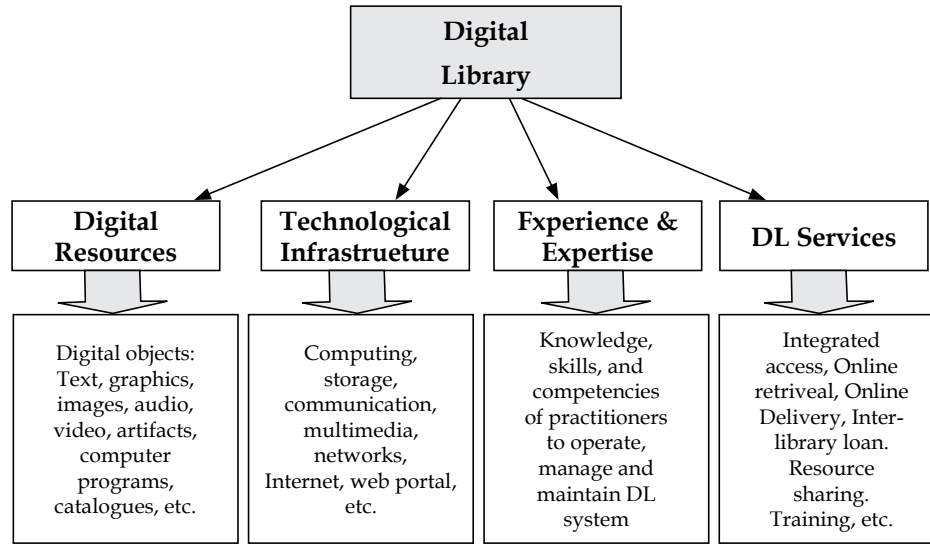 Digital
Library
Digital
Resources
Technological
Infrastrueture
Fxperience &
Expertise
DL Services
Digital objects:
Text, graphics,
images, audio,
video, artifacts,
computer
programs,
catalogues, etc.
Computing,
storage,
communication,
multimedia,
networks,
Internet, web portal,
etc.
Knowledge,
skills, and
competencies
of practitioners
to operate,
manage and
maintain DL
system
Integrated
access, Online
retriveal, Online
Delivery, Inter-
library loan.
Resource
sharing.
Training, etc.